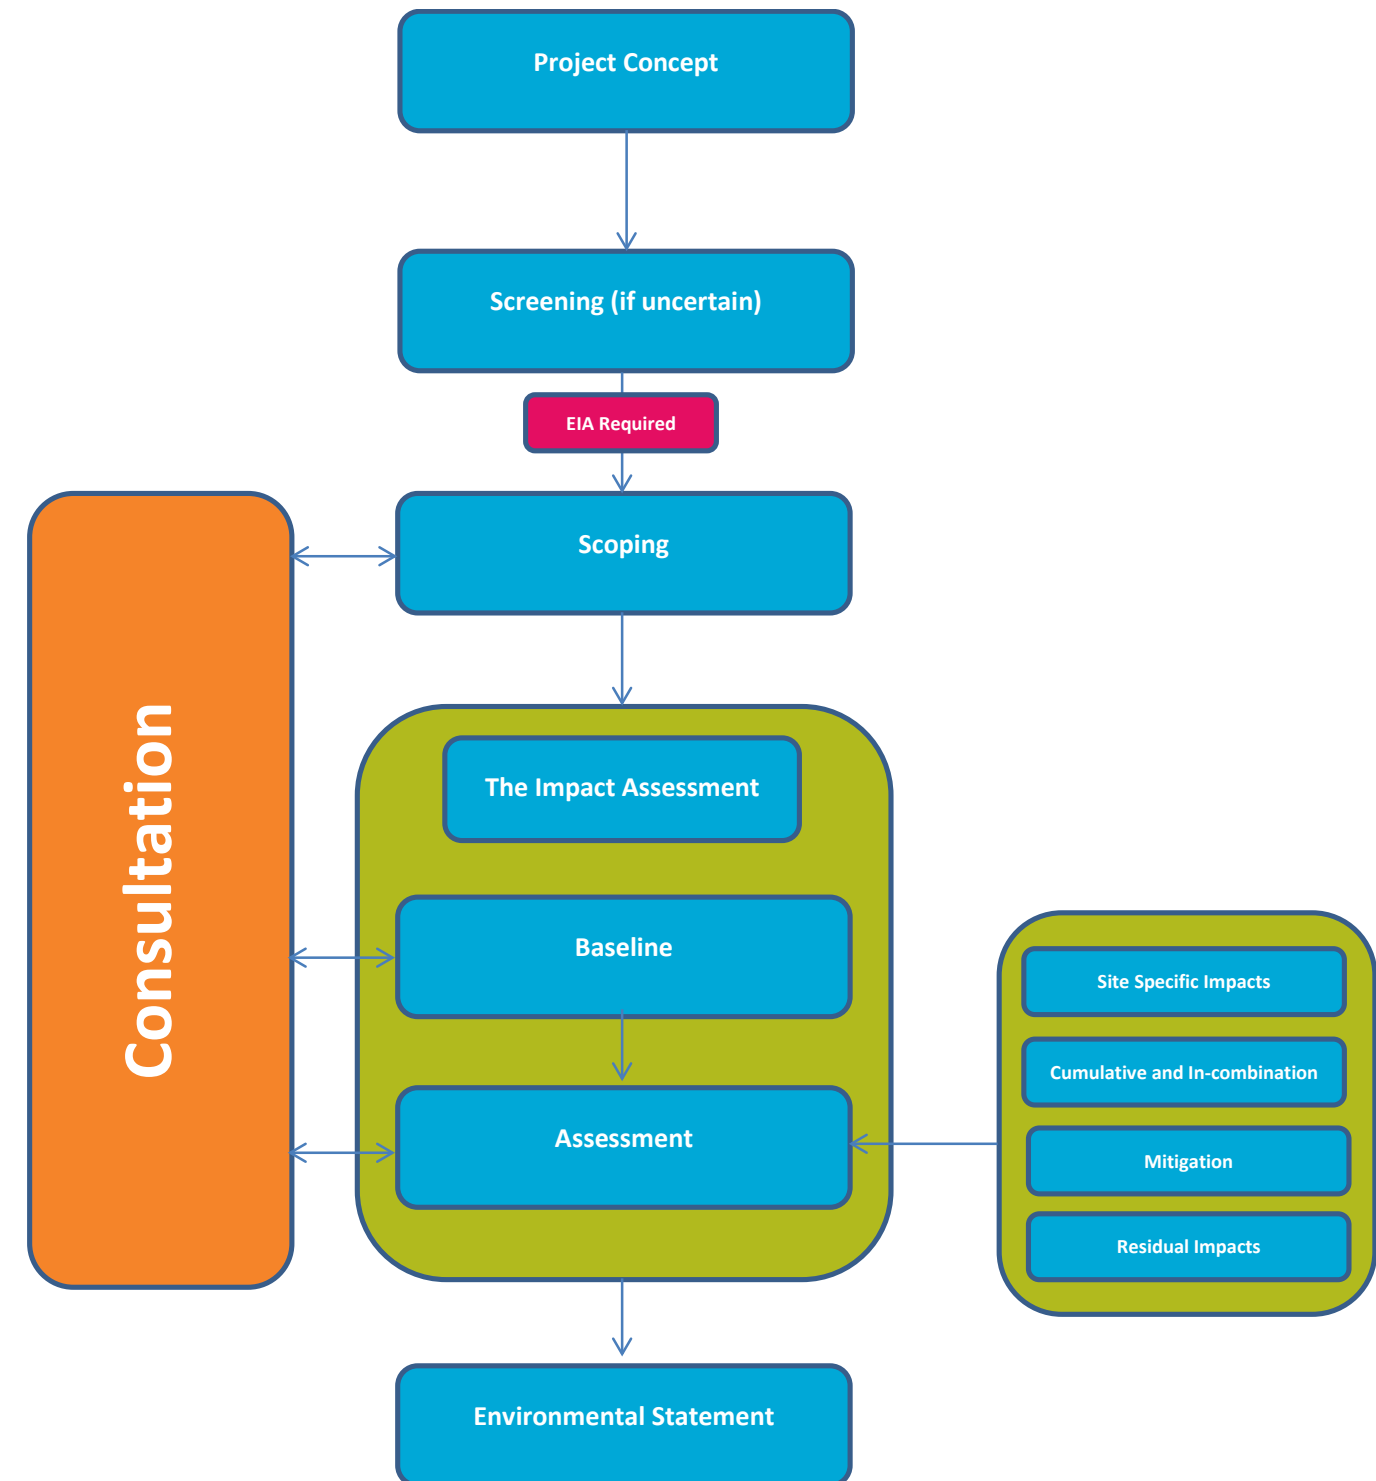 Project Concept
Screening (if uncertain)
EIA Required
Scoping
Consultation
The Impact Assessment
Baseline
Assessment
Site Specific Impacts
Cumulative and In-combination
Mitigation
Residual Impacts
Environmental Statement